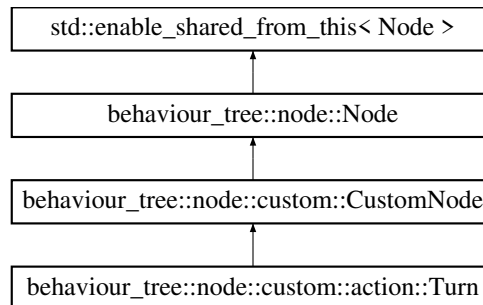 std::enable_shared_from_this< Node >
behaviour_tree::node::Node
behaviour_tree::node::custom::CustomNode
behaviour_tree::node::custom::action::Turn